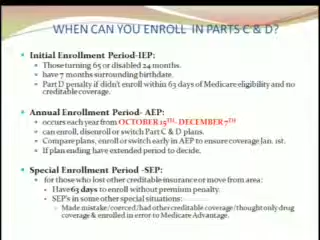 WHEN CAN YOU ENROLL IN PARTS C & D?
Initial Enrollment Period-IEP:
Those turning 65 or disabled 24 months.
have 7 months surrounding birthdate.
Part D penalty if didn't enroll within 63 days of Medicare eligibility and no
creditable coverage.
Annual Enrollment Period- AEP:
occurs each year from OCTOBER 15TH- DECEMBER 7TH
can enroll, disenroll or switch Part C & D plans.
Compare plans, enroll or switch early in AEP to ensure coverage Jan. 1st.
If plan ending have extended period to decide.
Special Enrollment Period -SEP:
for those who lost other creditable insurance or move from area:
Have 63 days to enroll without premium penalty.
SEP's in some other special situations:
Made mistake/coerced/had other creditable coverage/thought only drug
coverage & enrolled in error to Medicare Advantage.